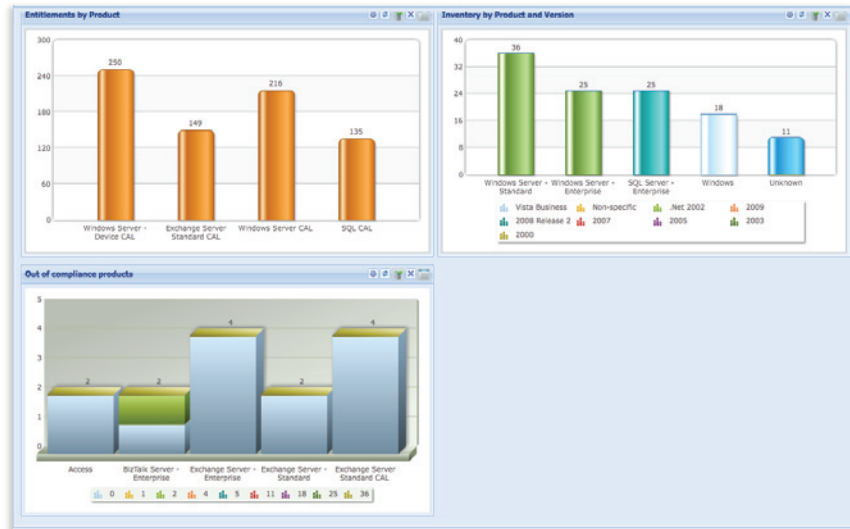 Entitlements by Product
300
240
180
120
60
0
250
149
216
135
Windows Server -
Device CAL
Exchange Server
Standard CAL
Windows Server CAL
SQL CAL
Inventory by Product and Version
40
32
24
16
8
0
36
25
25
18
11
Windows Server -
Standard
Windows Server -
Enterprise
SQL Server -
Enterprise
Windows
Unknown
Vista Business Non-specific .Net 2002 2009
2008 Release 2 2007 2005 2003
2000
Out of compliance products
5
4
3
2
1
0
2
2
4
2
4
Access
BizTalk Server -
Enterprise
Exchange Server -
Enterprise
Exchange Server -
Standard
Exchange Server
Standard CAL
0 1 2 4 5 11 18 25 36